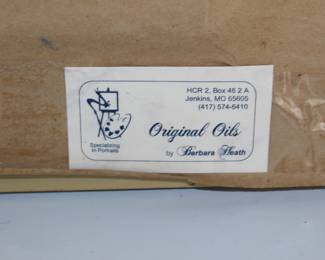 HCR 2, Box 46 2 A
Jenkins, MO 65605
(417) 574-6410
Original Oils
by Barbara Heath
Specializing
In Portraits